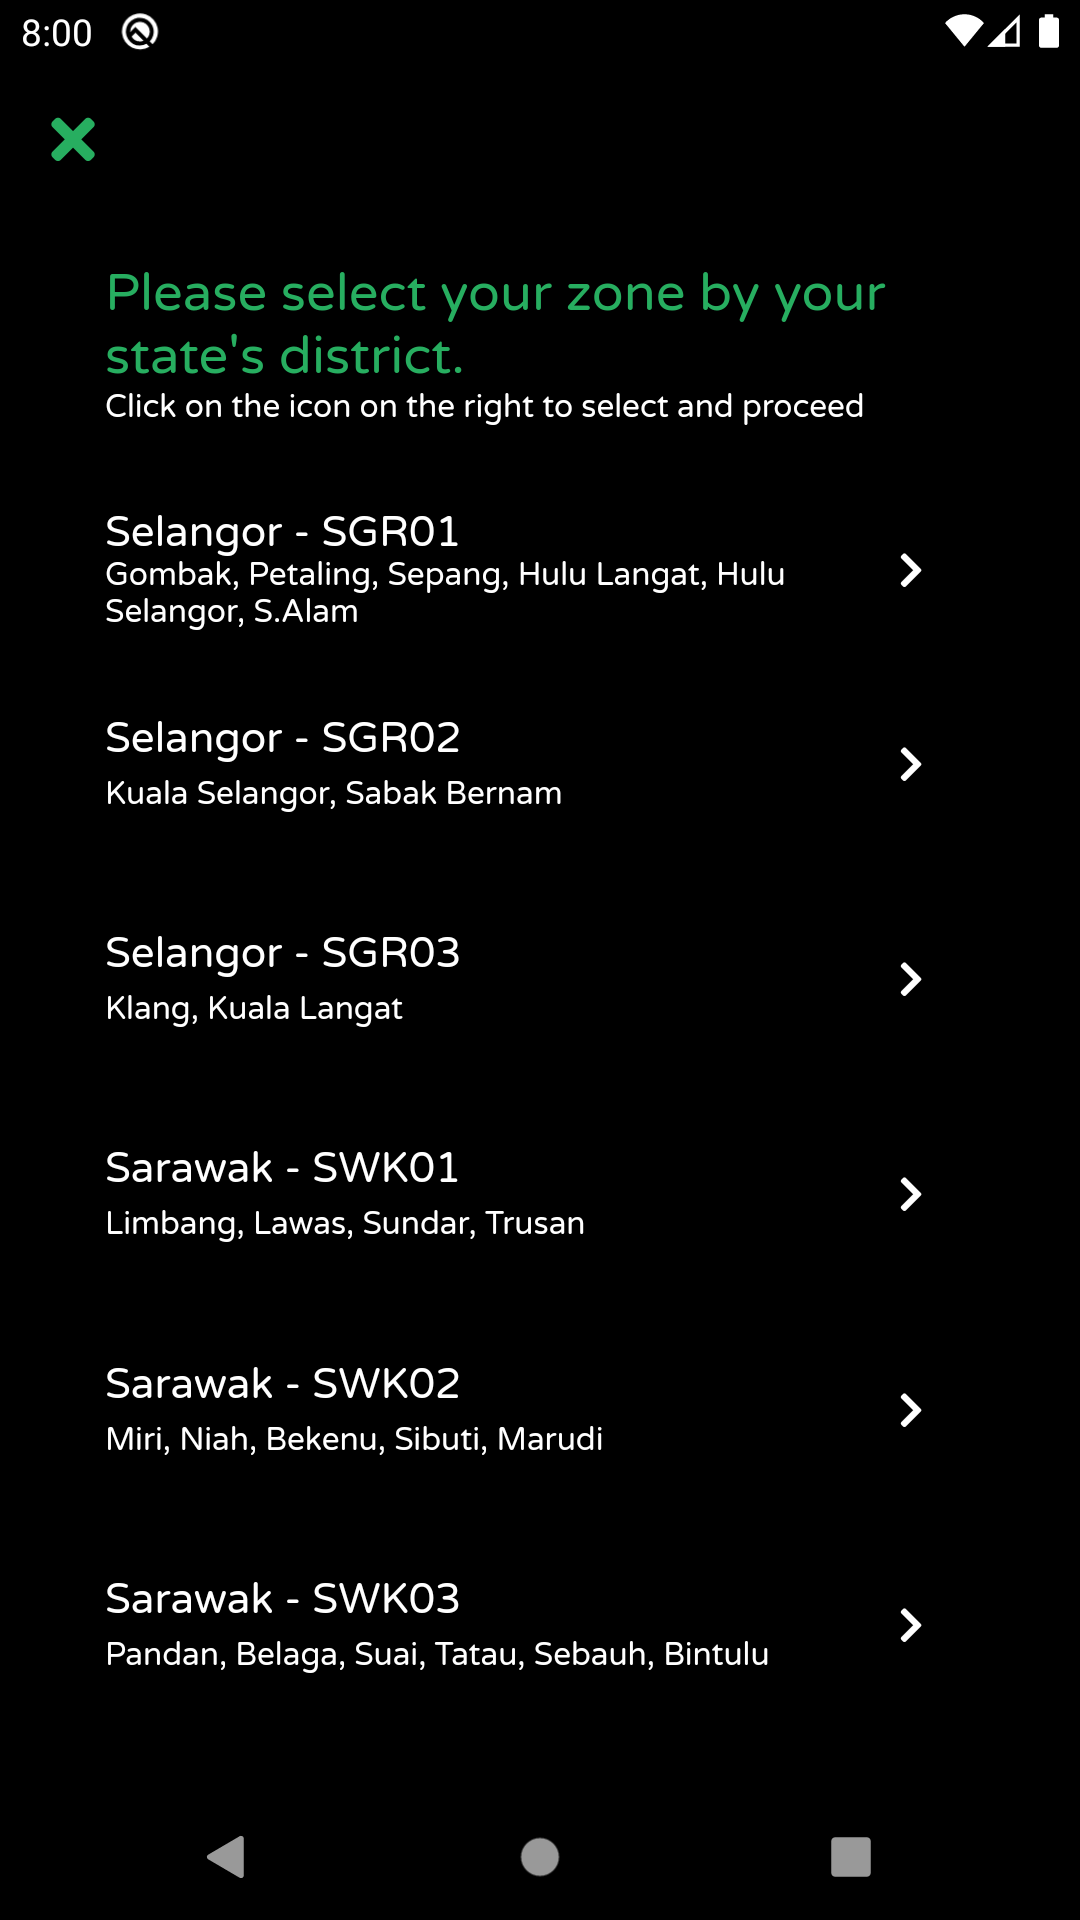 8:00
Please select your zone by your
state's district.
Click on the icon on the right to select and proceed
Selangor - SGR01
Gombak, Petaling, Sepang, Hulu Langat, Hulu
Selangor, S.Alam
Selangor - SGR02
Kuala Selangor, Sabak Bernam
Selangor - SGR03
Klang, Kuala Langat
Sarawak - SWK01
Limbang, Lawas, Sundar, Trusan
Sarawak - SWK02
Miri, Niah, Bekenu, Sibuti, Marudi
Sarawak - SWK03
Pandan, Belaga, Suai, Tatau, Sebauh, Bintulu